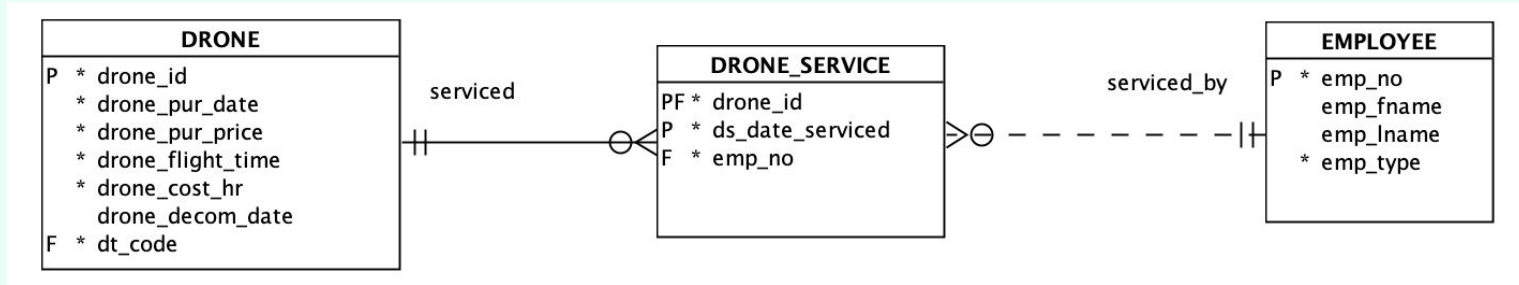 DRONE
P * drone_id
* drone_pur_date
* drone_pur_price
* drone_flight_time
* drone_cost_hr
drone_decom_date
F * dt_code
serviced
DRONE_SERVICE
PF * drone_id
P * ds_date_serviced
F * emp_no
serviced_by
EMPLOYEE
P * emp_no
emp_fname
emp_lname
* emp_type